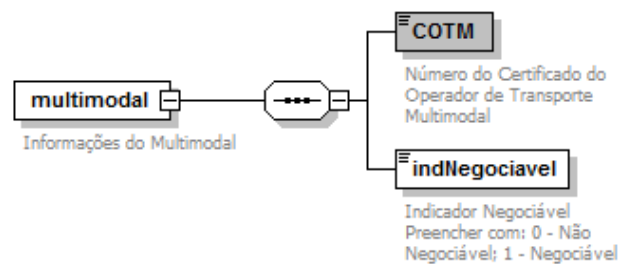 COTM
Número do Certificado do
Operador de Transporte
Multimodal
multimodal
Informações do Multimodal
indNegociavel
Indicador Negociável
Preencher com: 0 - Não
Negociável; 1 - Negociável